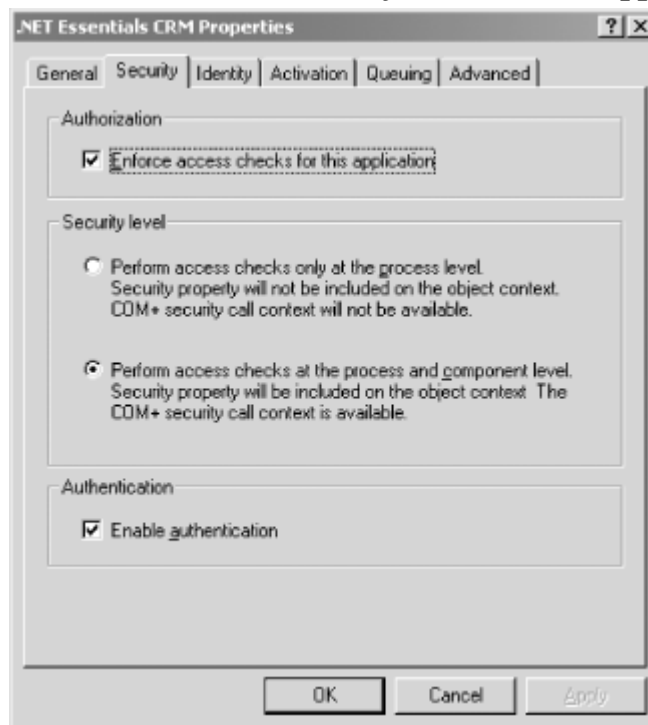 .NET Essentials CRM Properties
General Security Identity Activation Queuing Advanced
Authorization
Enforce access checks for this application
Security level
Perform access checks only at the process level.
Security property will not be included on the object context.
COM+ security call context will not be available.
Perform access checks at the process and component level.
Security property will be included on the object context The
COM+ security call context is available.
Authentication
Enable authentication
OK Cancel Apply